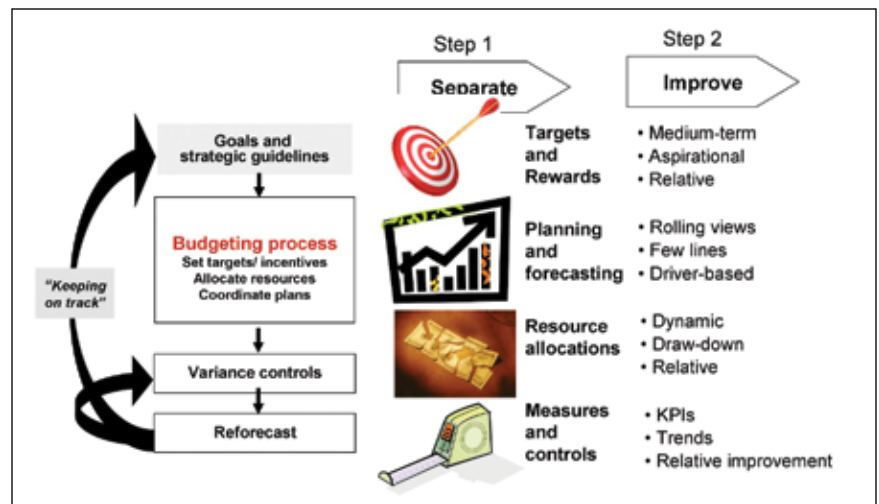 Step 1
Step 2
Separate
Improve
Goals and
strategic guidelines
Budgeting process
Set targets/ incentives
Allocate resources
Coordinate plans
"Keeping
on track"
Variance controls
Reforecast
Targets
and
Rewards
• Medium-term
• Aspirational
• Relative
Planning
and
forecasting
• Rolling views
• Few lines
• Driver-based
Resource
allocations
• Dynamic
• Draw-down
• Relative
Measures
and
controls
• KPIs
• Trends
• Relative improvement